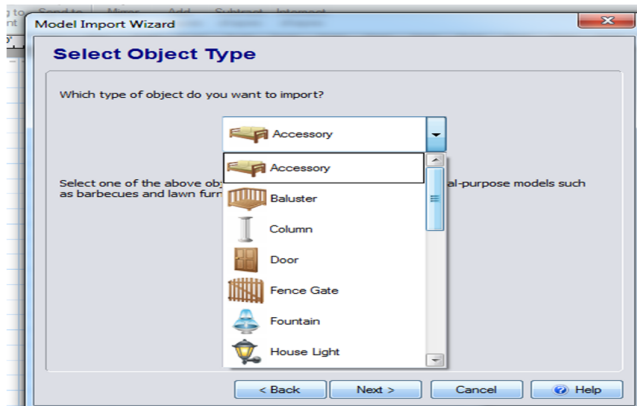 Model Import Wizard
Select Object Type
Which type of object do you want to import?
Accessory
Accessory
Select one of the above obj al-purpose models such
as barbecues and lawn furn
Baluster
Column
Door
Fence Gate
Fountain
House Light
< Back Next > Cancel Help